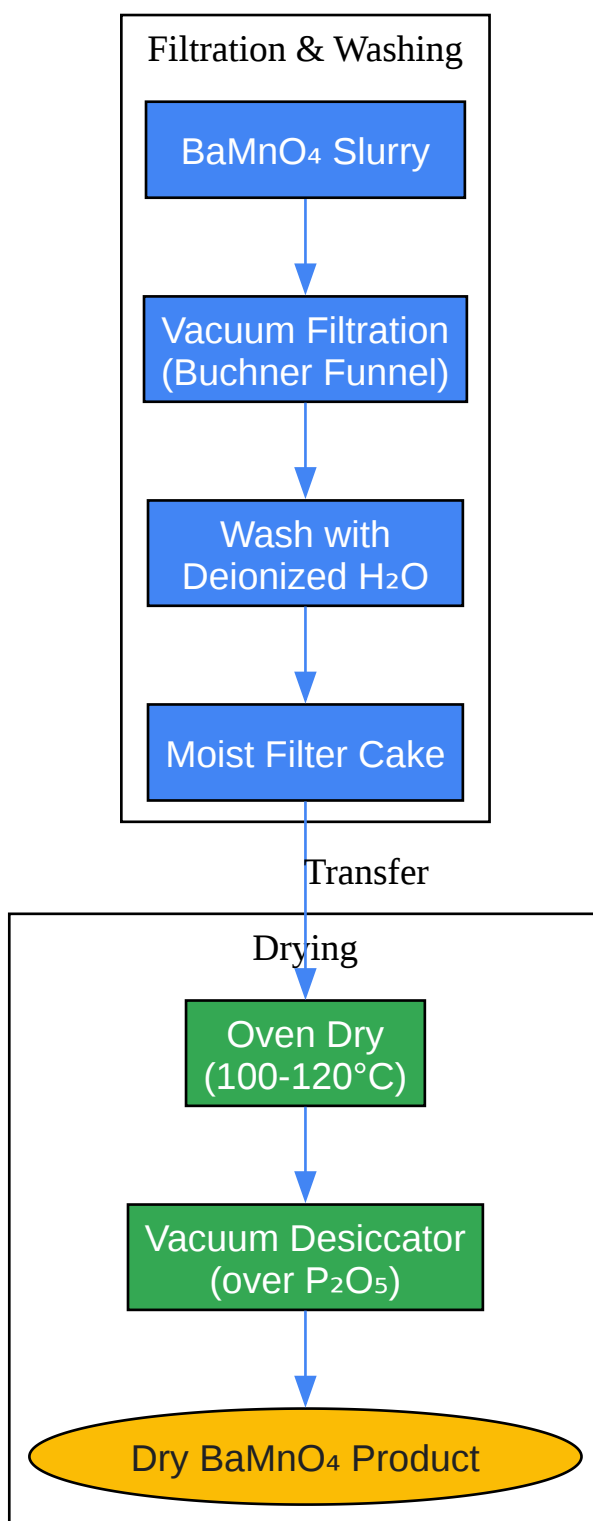 Filtration & Washing
BaMnO₄ Slurry
Vacuum Filtration
(Buchner Funnel)
Wash with
Deionized H₂O
Moist Filter Cake
Transfer
Drying
Oven Dry
(100-120°C)
Vacuum Desiccator
(over P₂O₅)
Dry BaMnO₄ Product